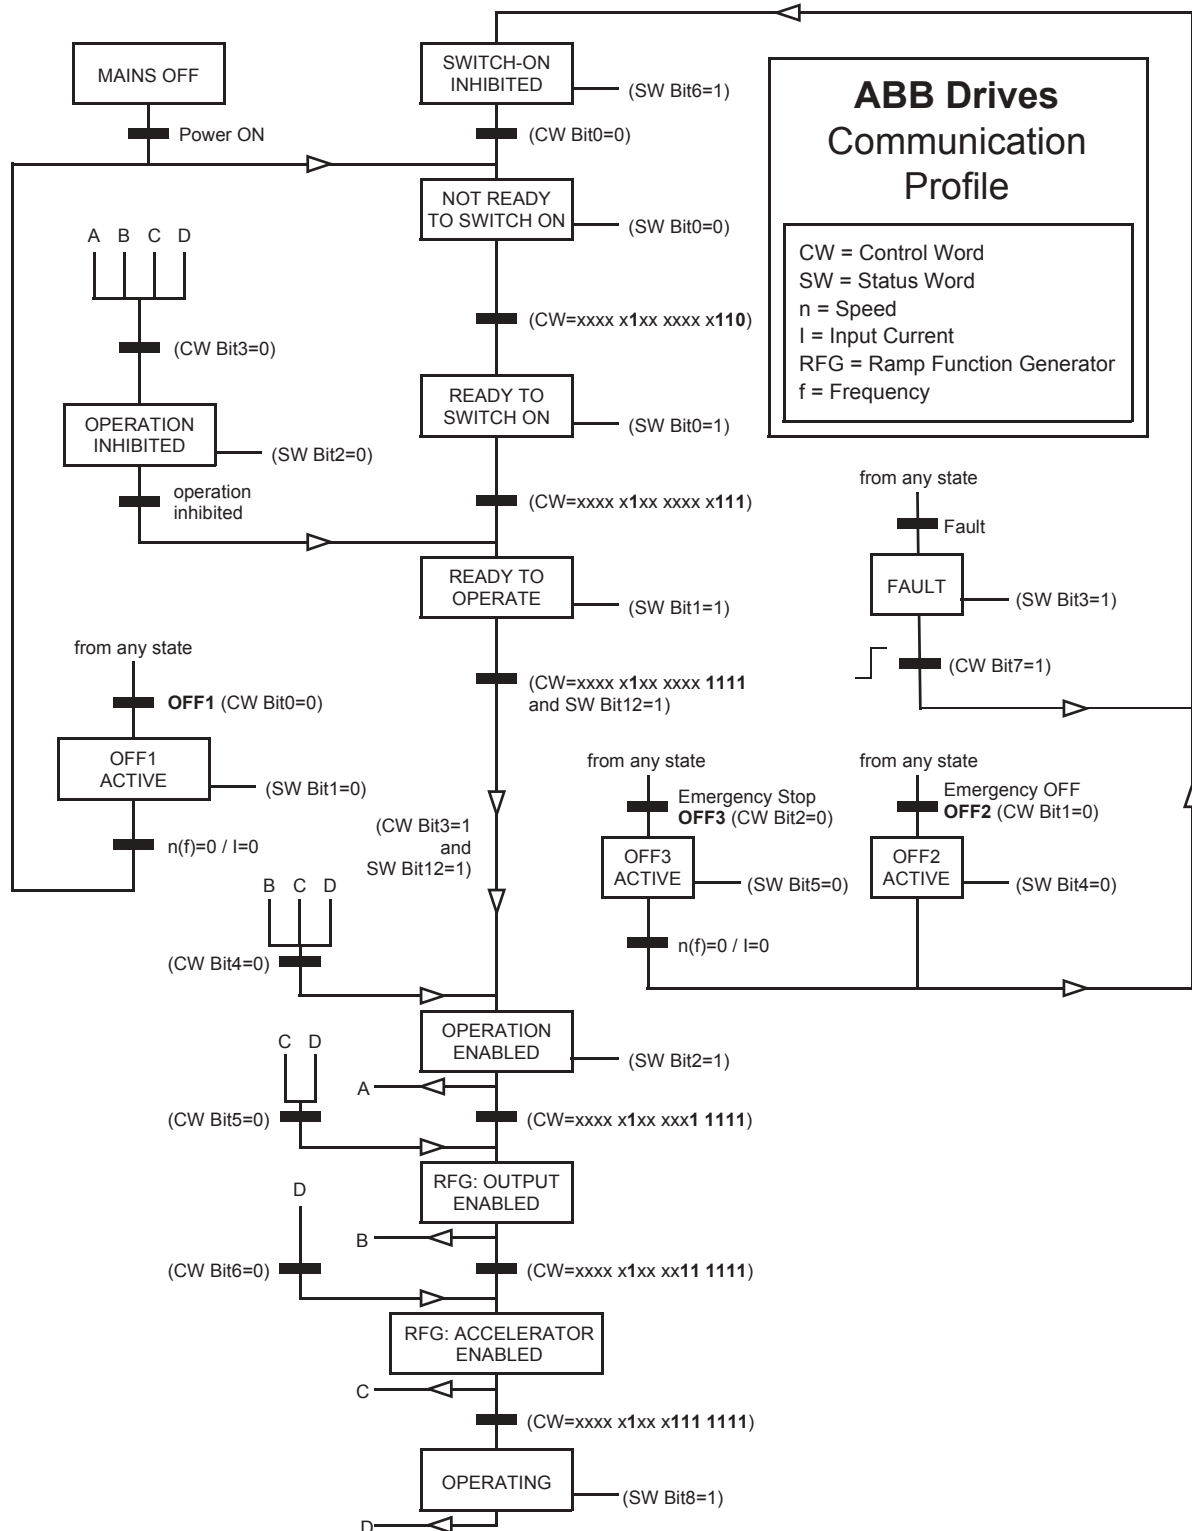 MAINS OFF
Power ON
SWITCH-ON
INHIBITED
(SW Bit6=1)
(CW Bit0=0)
NOT READY
TO SWITCH ON
(SW Bit0=0)
(CW=xxxx x1xx xxxx x110)
READY TO
SWITCH ON
(SW Bit0=1)
(CW=xxxx x1xx xxxx x111)
READY TO
OPERATE
(SW Bit1=1)
(CW=xxxx x1xx xxxx 1111
and SW Bit12=1)
ABB Drives
Communication
Profile
CW = Control Word
SW = Status Word
n = Speed
I = Input Current
RFG = Ramp Function Generator
f = Frequency
A B C D
(CW Bit3=0)
OPERATION
INHIBITED
(SW Bit2=0)
operation
inhibited
from any state
Fault
FAULT
(SW Bit3=1)
(CW Bit7=1)
from any state
OFF1 (CW Bit0=0)
OFF1
ACTIVE
(SW Bit1=0)
n(f)=0 / I=0
from any state
Emergency Stop
OFF3 (CW Bit2=0)
OFF3
ACTIVE
(SW Bit5=0)
n(f)=0 / I=0
from any state
Emergency OFF
OFF2 (CW Bit1=0)
OFF2
ACTIVE
(SW Bit4=0)
(CW Bit3=1
and
SW Bit12=1)
B C D
(CW Bit4=0)
OPERATION
ENABLED
(SW Bit2=1)
A
C D
(CW Bit5=0)
(CW=xxxx x1xx xxx1 1111)
RFG: OUTPUT
ENABLED
B
D
(CW Bit6=0)
(CW=xxxx x1xx xx11 1111)
RFG: ACCELERATOR
ENABLED
C
(CW=xxxx x1xx x111 1111)
OPERATING
(SW Bit8=1)
D